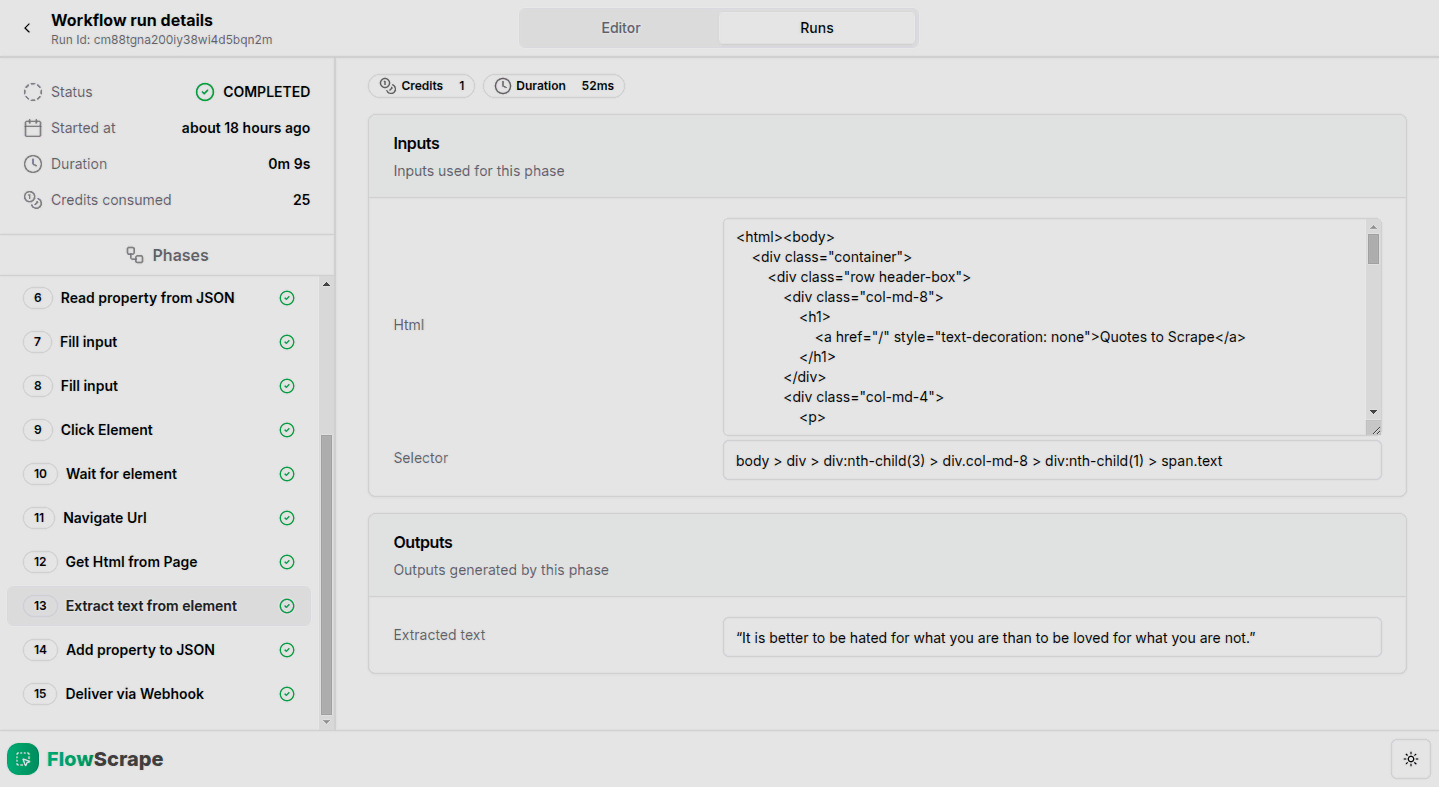 Workflow run details
Run Id: cm88tgna200iy38wi4d5bqn2m
Editor
Runs
Status
COMPLETED
Started at
about 18 hours ago
Duration
0m 9s
Credits consumed
25
Phases
6 Read property from JSON
7 Fill input
8 Fill input
9 Click Element
10 Wait for element
11 Navigate Url
12 Get Html from Page
13 Extract text from element
14 Add property to JSON
15 Deliver via Webhook
Credits 1
Duration 52ms
Inputs
Inputs used for this phase
Html
<html><body>
<div class="container">
<div class="row header-box">
<div class="col-md-8">
<h1>
<a href="/" style="text-decoration: none">Quotes to Scrape</a>
</h1>
</div>
<div class="col-md-4">
<p>
Selector
body > div > div:nth-child(3) > div.col-md-8 > div:nth-child(1) > span.text
Outputs
Outputs generated by this phase
Extracted text
“It is better to be hated for what you are than to be loved for what you are not.”
FlowScrape